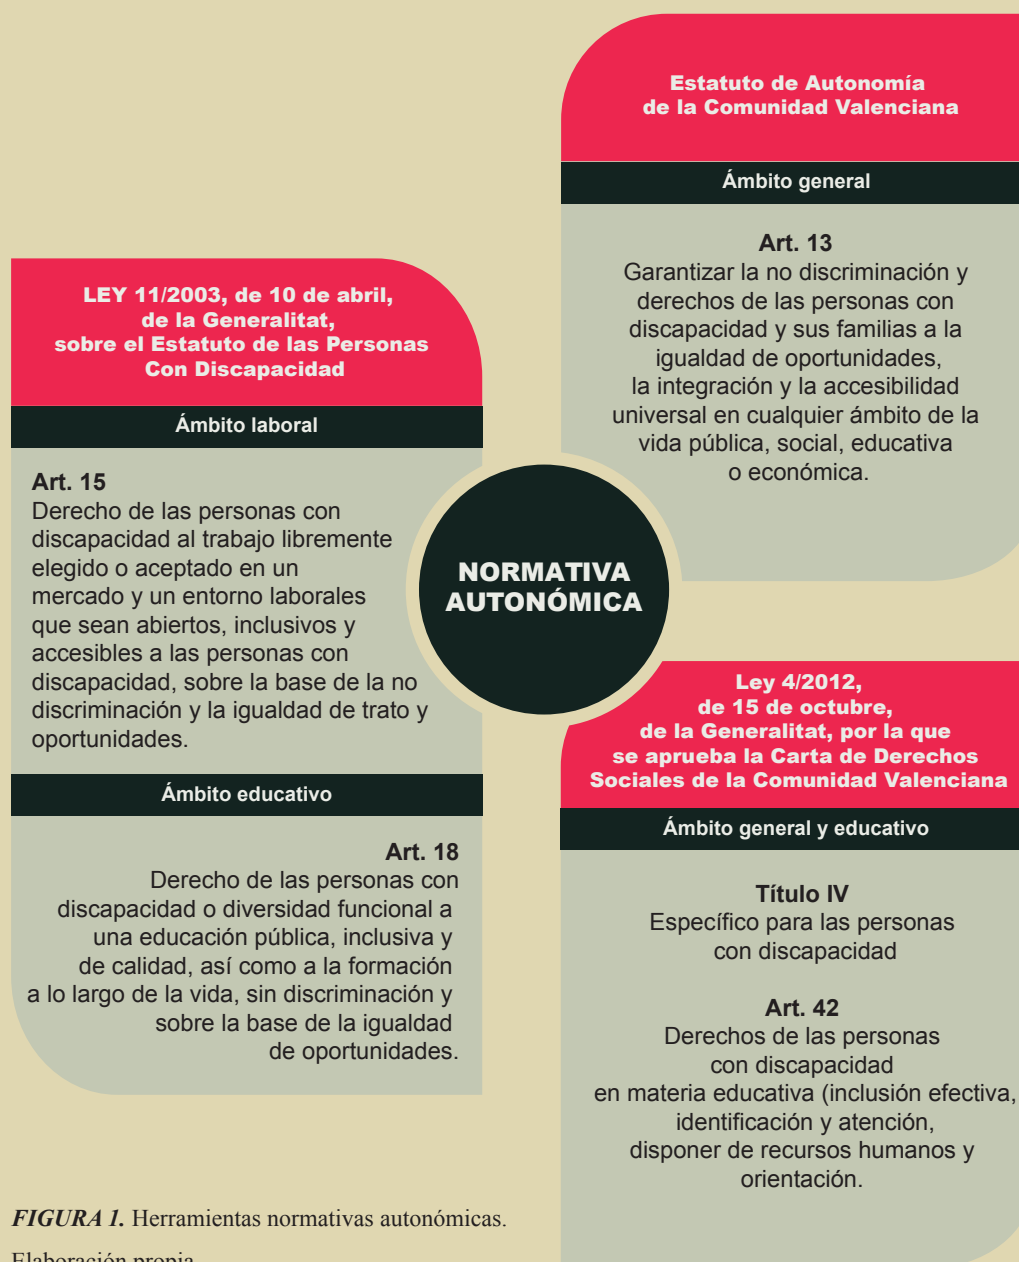 Estatuto de Autonomía
de la Comunidad Valenciana
Ámbito general
Art. 13
Garantizar la no discriminación y
derechos de las personas con
discapacidad y sus familias a la
igualdad de oportunidades,
la integración y la accesibilidad
universal en cualquier ámbito de la
vida pública, social, educativa
o económica.
LEY 11/2003, de 10 de abril,
de la Generalitat,
sobre el Estatuto de las Personas
Con Discapacidad
Ámbito laboral
Art. 15
Derecho de las personas con
discapacidad al trabajo libremente
elegido o aceptado en un
mercado y un entorno laborales
que sean abiertos, inclusivos y
accesibles a las personas con
discapacidad, sobre la base de la no
discriminación y la igualdad de trato y
oportunidades.
Ámbito educativo
Art. 18
Derecho de las personas con
discapacidad o diversidad funcional a
una educación pública, inclusiva y
de calidad, así como a la formación
a lo largo de la vida, sin discriminación y
sobre la base de la igualdad
de oportunidades.
NORMATIVA
AUTONÓMICA
Ley 4/2012,
de 15 de octubre,
de la Generalitat, por la que
se aprueba la Carta de Derechos
Sociales de la Comunidad Valenciana
Ámbito general y educativo
Título IV
Específico para las personas
con discapacidad
Art. 42
Derechos de las personas
con discapacidad
en materia educativa (inclusión efectiva,
identificación y atención,
disponer de recursos humanos y
orientación.
FIGURA 1. Herramientas normativas autonómicas.
Elaboración propia